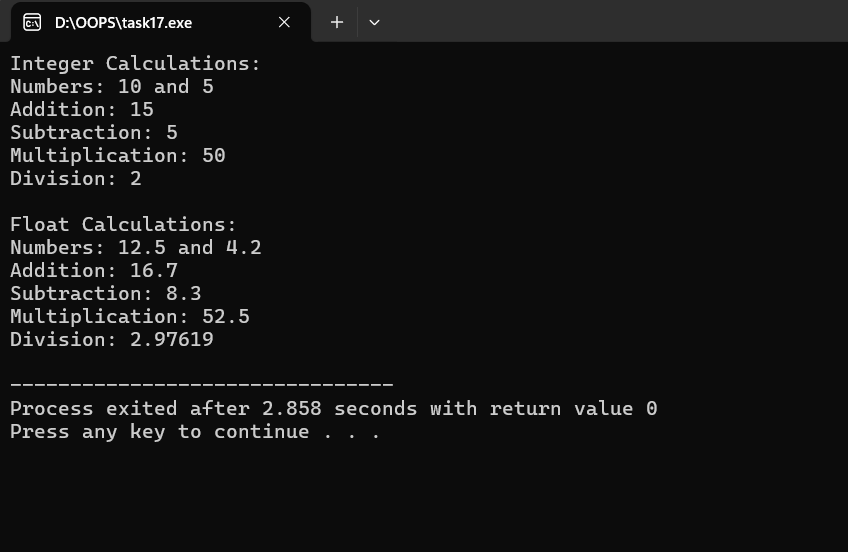 D:\OOPS\task17.exe
Integer Calculations:
Numbers: 10 and 5
Addition: 15
Subtraction: 5
Multiplication: 50
Division: 2
Float Calculations:
Numbers: 12.5 and 4.2
Addition: 16.7
Subtraction: 8.3
Multiplication: 52.5
Division: 2.97619
--------------------------------
Process exited after 2.858 seconds with return value 0
Press any key to continue . . .